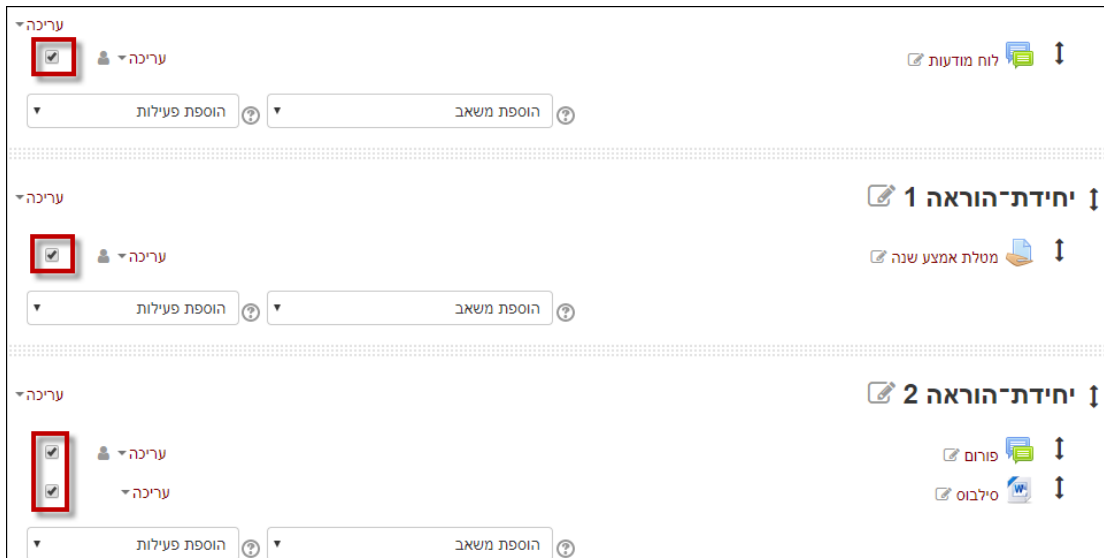 עריכה
לוח מודעות עריכה
הוספת משאב הוספת פעילות
יחידת־הוראה 1 עריכה
מטלת אמצע שנה עריכה
הוספת משאב הוספת פעילות
יחידת־הוראה 2 עריכה
פורום עריכה
סילבוס עריכה
הוספת משאב הוספת פעילות